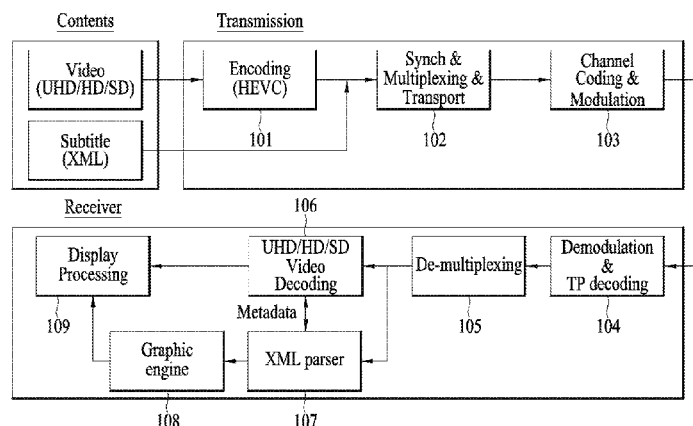 Contents
Transmission
Video
(UHD/HD/SD)
Encoding
(HEVC)
Synch &
Multiplexing &
Transport
Channel
Coding &
Modulation
Subtitle
(XML)
101
102
103
Receiver
106
Display
Processing
UHD/HD/SD
Video
Decoding
De-multiplexing
Demodulation
&
TP decoding
109
Metadata
105
104
Graphic
engine
XML parser
108
107